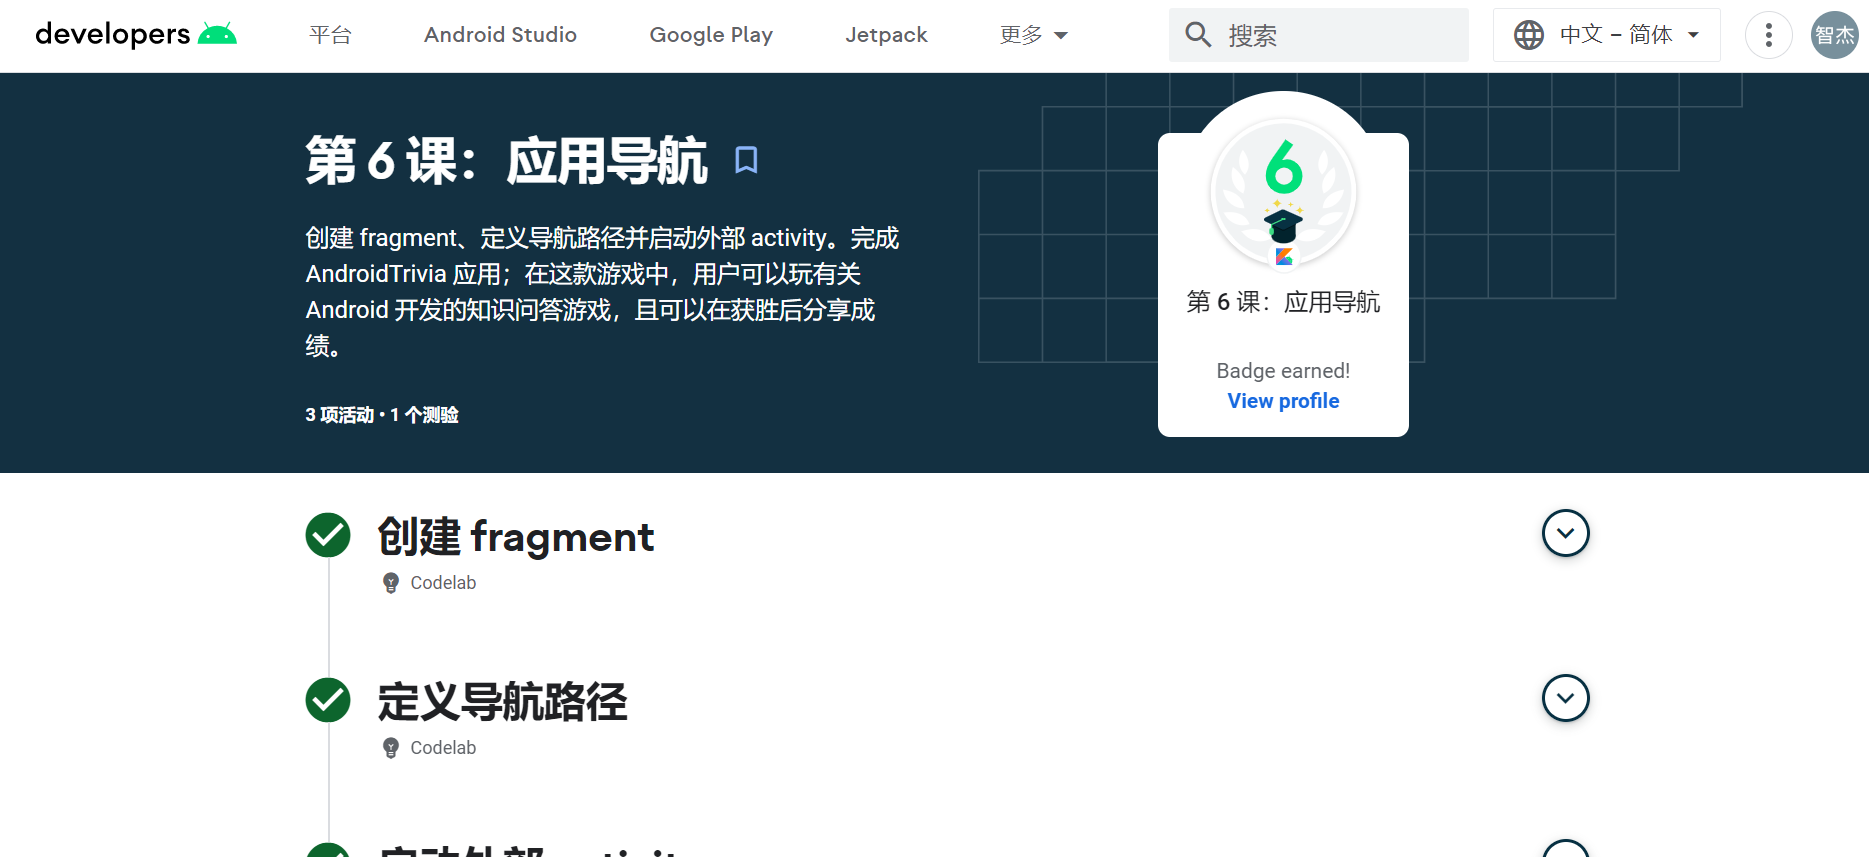 developers
平台
Android Studio
Google Play
Jetpack
更多
搜索
中文 – 简体
智杰
第 6 课：应用导航
创建 fragment、定义导航路径并启动外部 activity。完成
AndroidTrivia 应用；在这款游戏中，用户可以玩有关
Android 开发的知识问答游戏，且可以在获胜后分享成
绩。
3 项活动 • 1 个测验
6
第 6 课：应用导航
Badge earned!
View profile
创建 fragment
Codelab
定义导航路径
Codelab
启动外部 activity